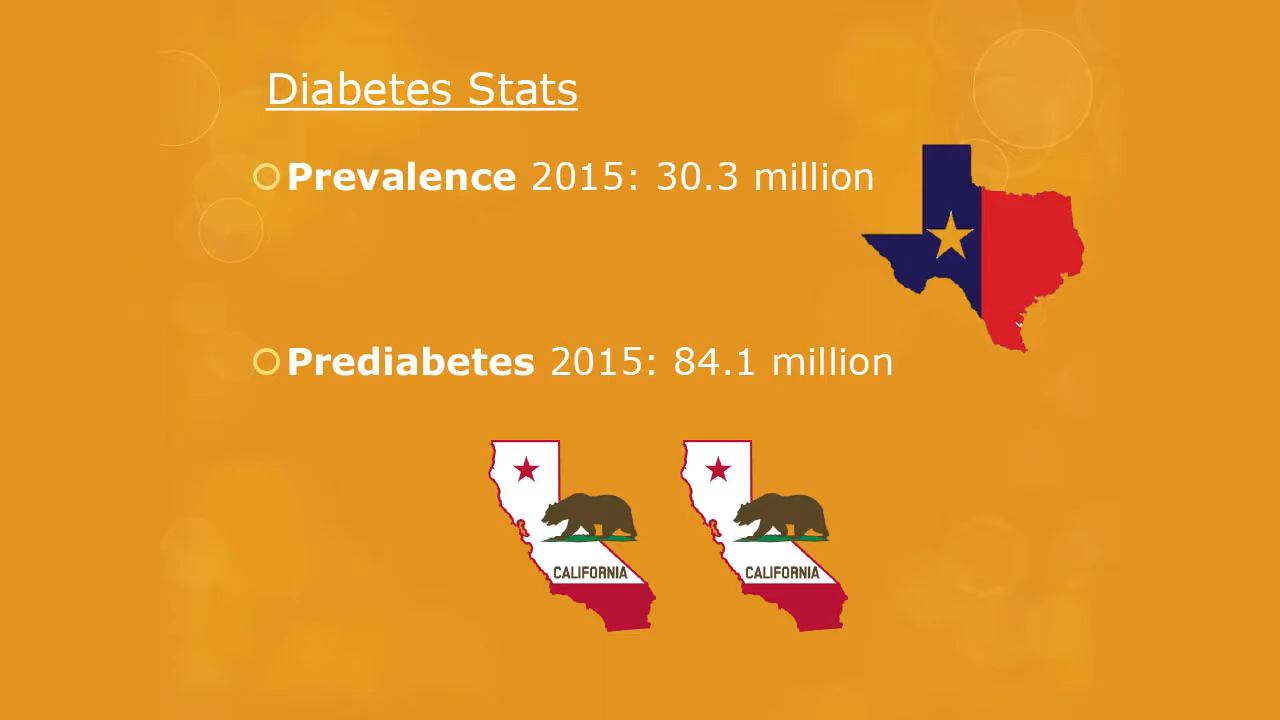 Diabetes Stats
Prevalence 2015: 30.3 million
Prediabetes 2015: 84.1 million
CALIFORNIA CALIFORNIA